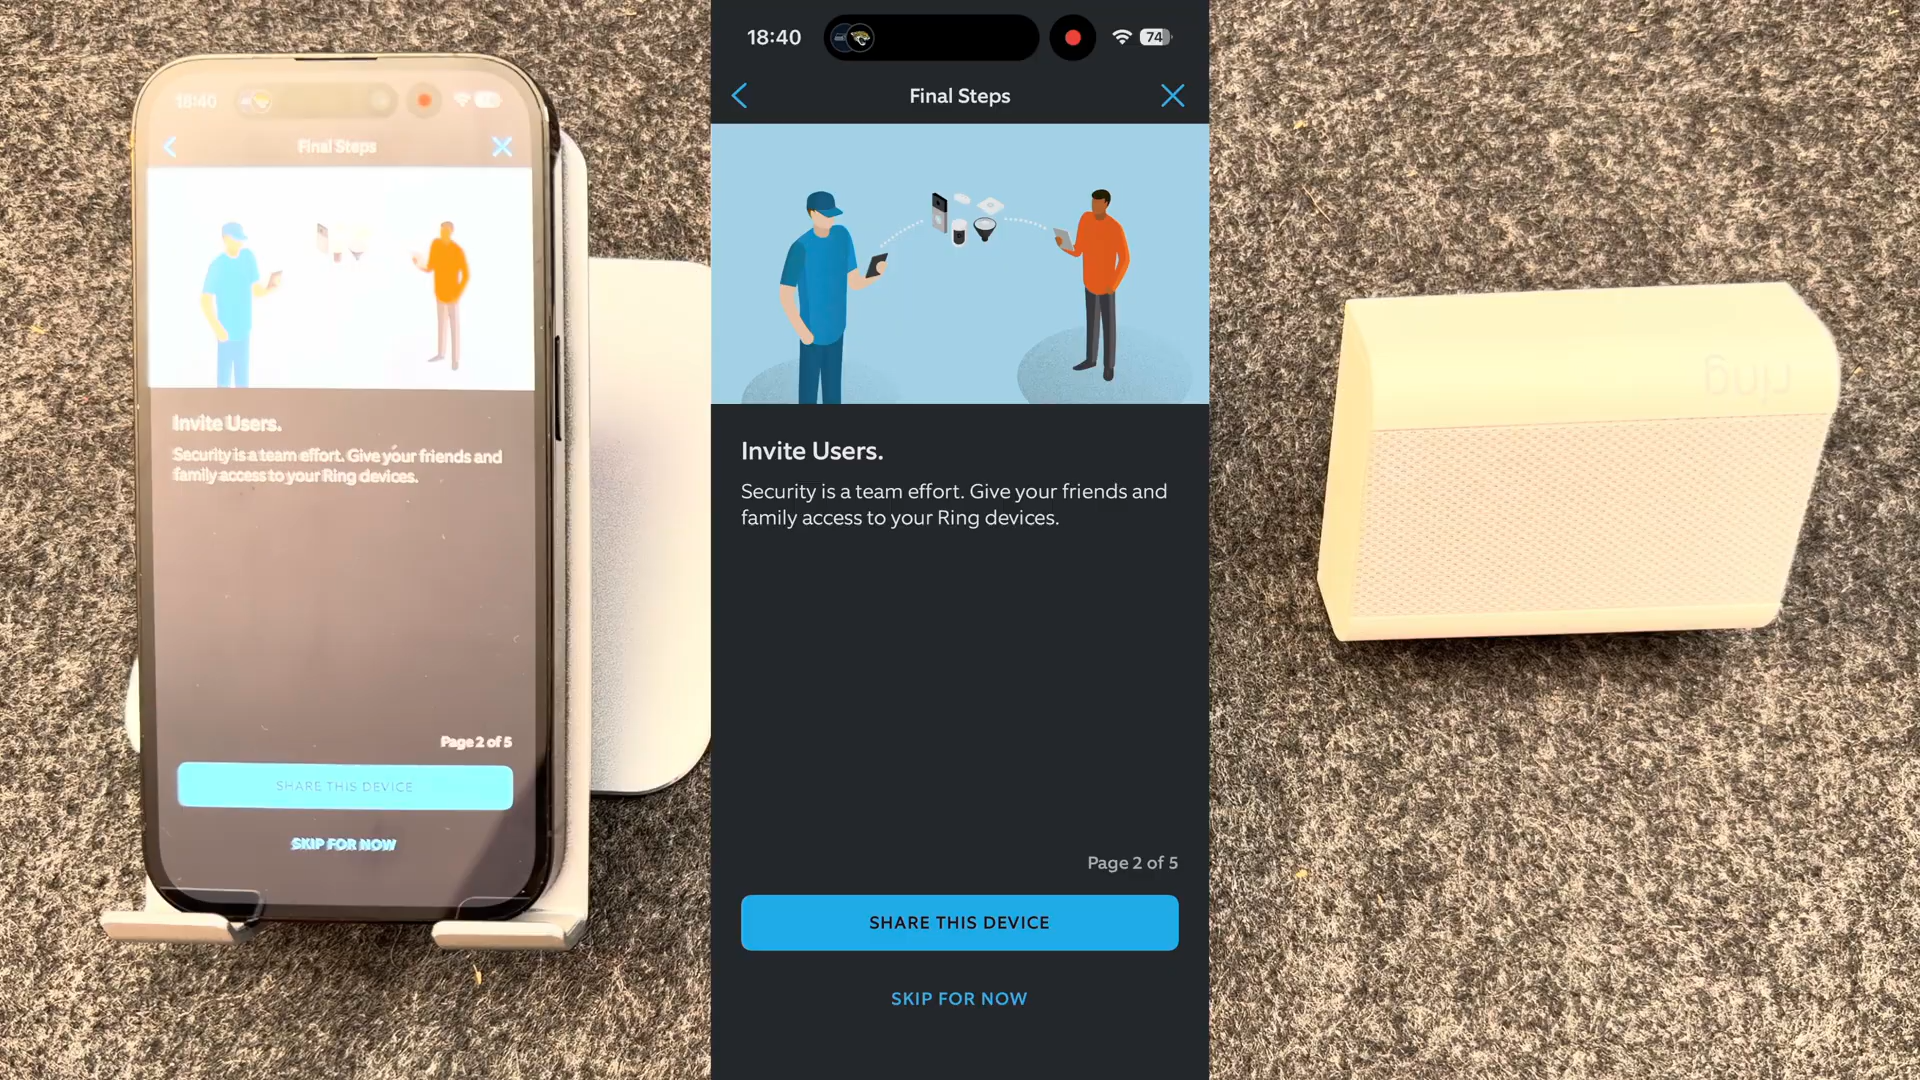 18:40
Final Steps
Invite Users.
Security is a team effort. Give your friends and
family access to your Ring devices.
Page 2 of 5
SHARE THIS DEVICE
SKIP FOR NOW
18:40
74
Final Steps
Invite Users.
Security is a team effort. Give your friends and
family access to your Ring devices.
Page 2 of 5
SHARE THIS DEVICE
SKIP FOR NOW
ring